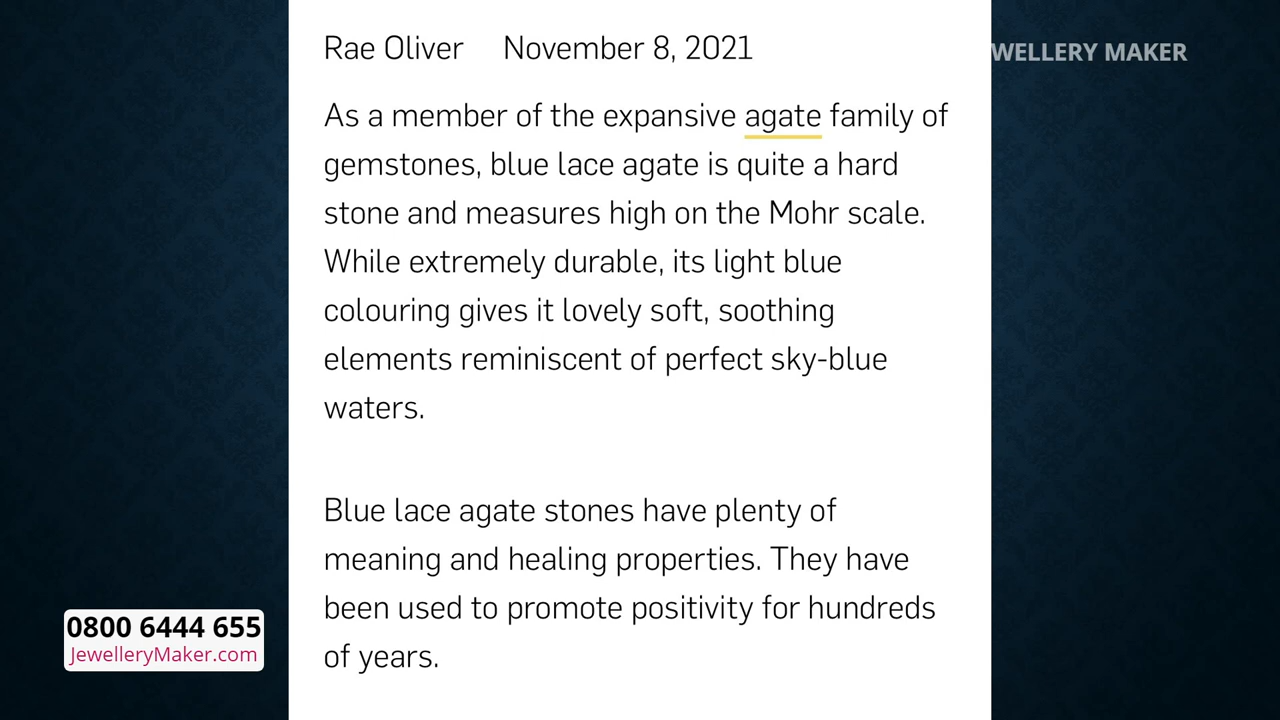 Rae Oliver November 8, 2021
WELLERY MAKER
As a member of the expansive agate family of
gemstones, blue lace agate is quite a hard
stone and measures high on the Mohr scale.
While extremely durable, its light blue
colouring gives it lovely soft, soothing
elements reminiscent of perfect sky-blue
waters.
Blue lace agate stones have plenty of
meaning and healing properties. They have
been used to promote positivity for hundreds
of years.
0800 6444 655
JewelleryMaker.com